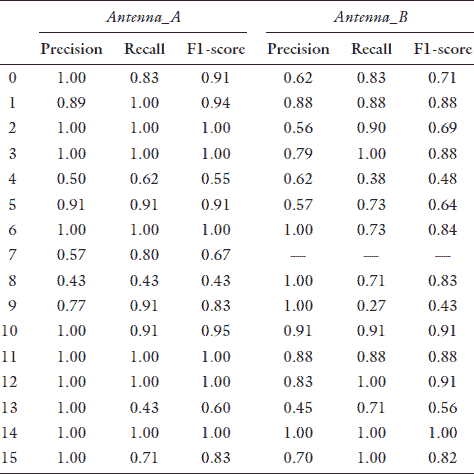 Antenna_A Antenna_B
Precision Recall F1-score Precision Recall F1-score
0 1.00 0.83 0.91 0.62 0.83 0.71
1 0.89 1.00 0.94 0.88 0.88 0.88
2 1.00 1.00 1.00 0.56 0.90 0.69
3 1.00 1.00 1.00 0.79 1.00 0.88
4 0.50 0.62 0.55 0.62 0.38 0.48
5 0.91 0.91 0.91 0.57 0.73 0.64
6 1.00 1.00 1.00 1.00 0.73 0.84
7 0.57 0.80 0.67 — — —
8 0.43 0.43 0.43 1.00 0.71 0.83
9 0.77 0.91 0.83 1.00 0.27 0.43
10 1.00 0.91 0.95 0.91 0.91 0.91
11 1.00 1.00 1.00 0.88 0.88 0.88
12 1.00 1.00 1.00 0.83 1.00 0.91
13 1.00 0.43 0.60 0.45 0.71 0.56
14 1.00 1.00 1.00 1.00 1.00 1.00
15 1.00 0.71 0.83 0.70 1.00 0.82